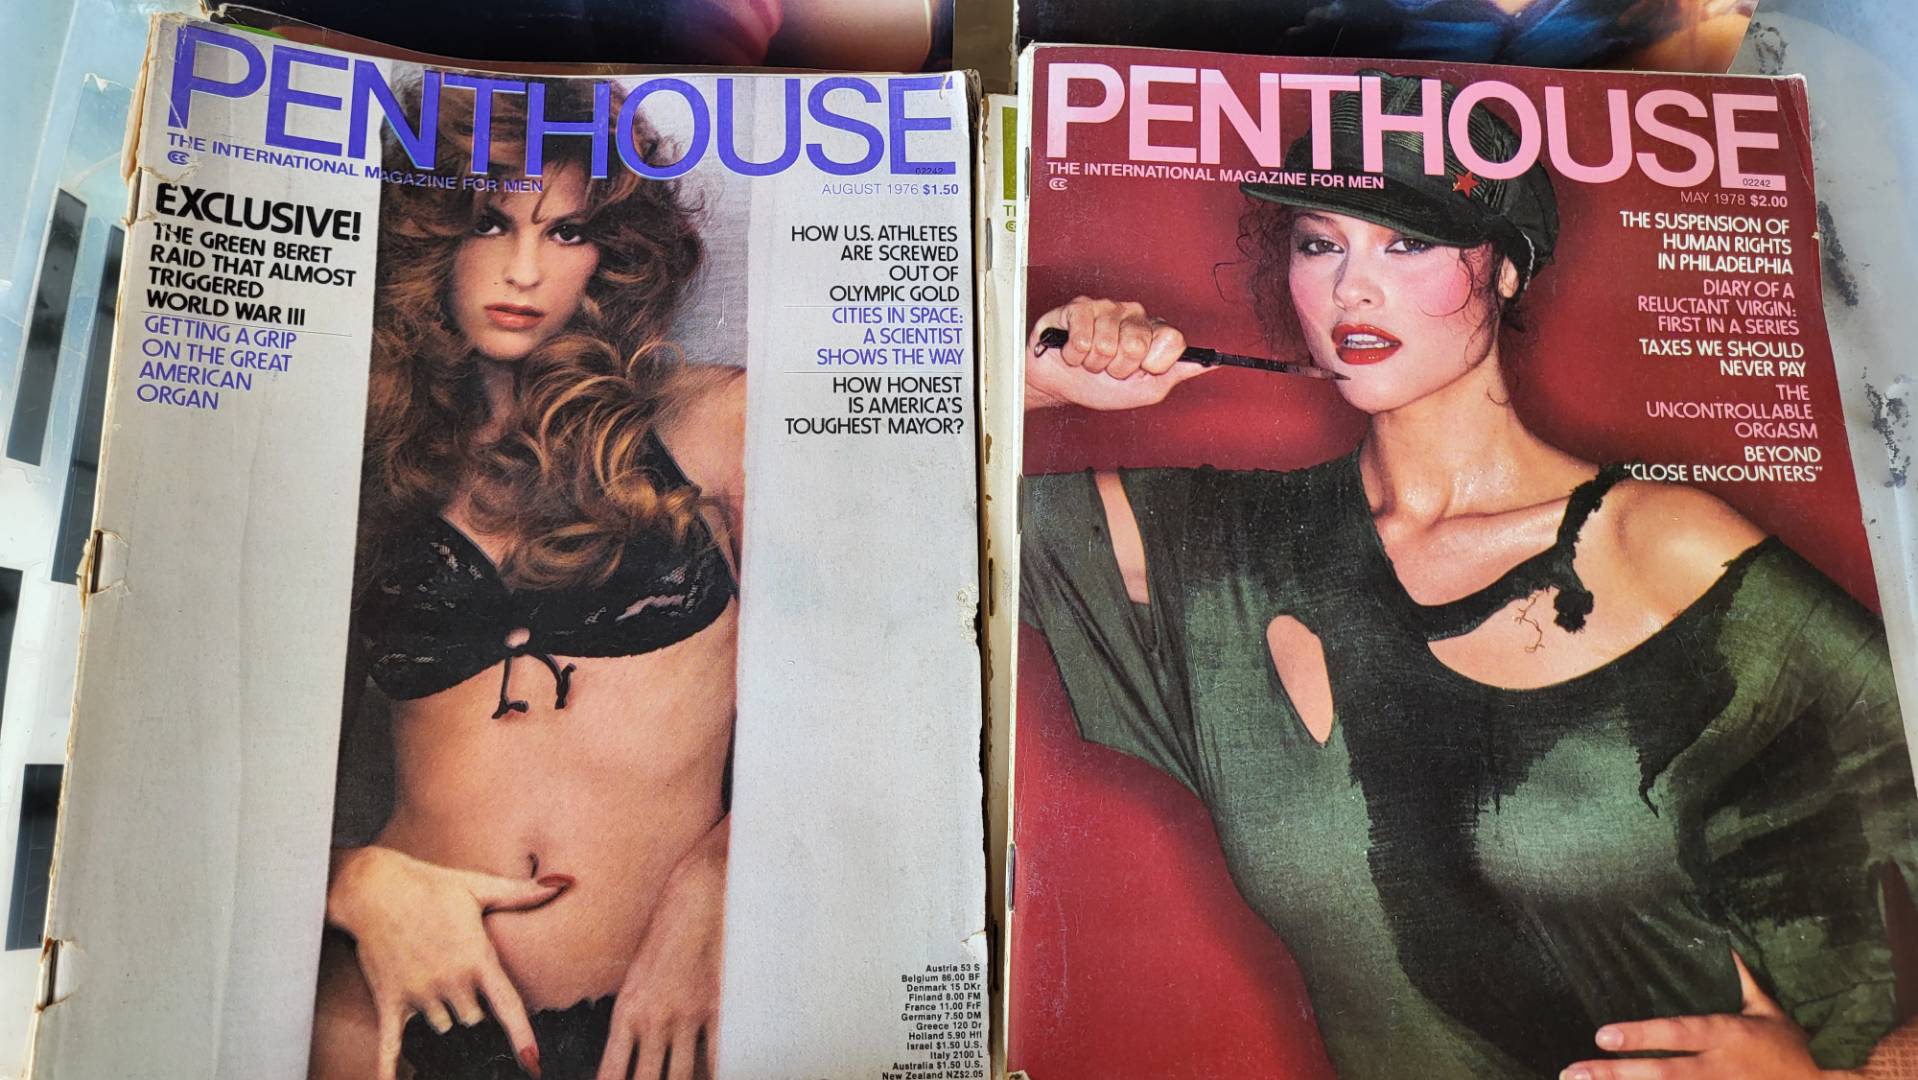 PENTHOUSE
THE INTERNATIONAL MAGAZINE FOR MEN
02242
AUGUST 1976 $1.50
EXCLUSIVE!
THE GREEN BERET
RAID THAT ALMOST
TRIGGERED
WORLD WAR III
GETTING A GRIP
ON THE GREAT
AMERICAN
ORGAN
HOW U.S. ATHLETES
ARE SCREWED
OUT OF
OLYMPIC GOLD
CITIES IN SPACE:
A SCIENTIST
SHOWS THE WAY
HOW HONEST
IS AMERICA'S
TOUGHEST MAYOR?
Austria 53 S
Belgium 86.00 BF
Denmark 15 DKr
Finland 8.00 FM
France 11.00 FrF
Germany 7.50 DM
Greece 120 Dr
Holland 5.90 Hfl
Israel $1.50 U.S.
Italy 2100 L
Australia $1.50 U.S.
New Zealand NZ$2.05
PENTHOUSE
THE INTERNATIONAL MAGAZINE FOR MEN
02242
MAY 1978 $2.00
THE SUSPENSION OF
HUMAN RIGHTS
IN PHILADELPHIA
DIARY OF A
RELUCTANT VIRGIN:
FIRST IN A SERIES
TAXES WE SHOULD
NEVER PAY
THE
UNCONTROLLABLE
ORGASM
BEYOND
"CLOSE ENCOUNTERS"